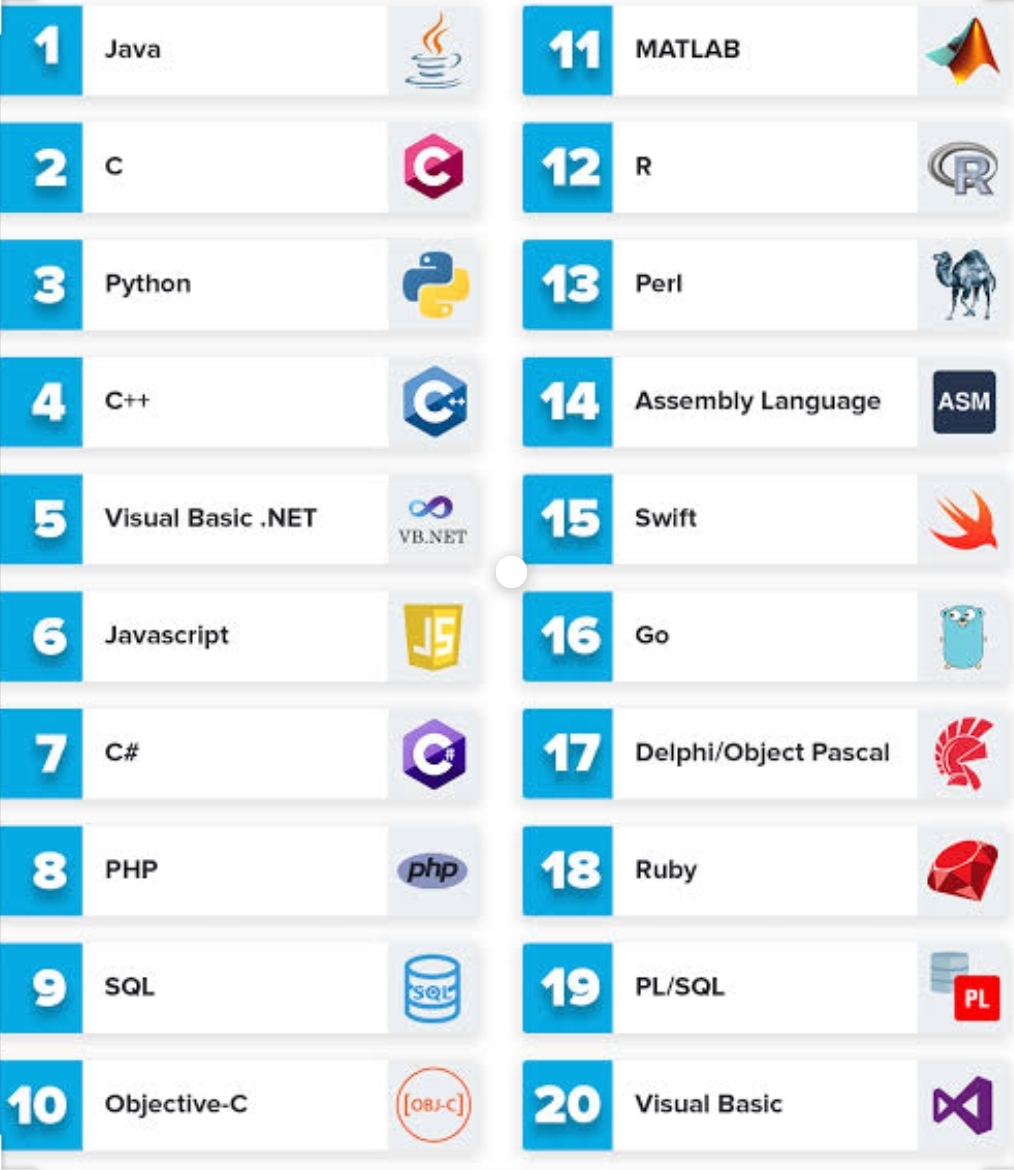 1 Java
2 C
C
3 Python
4 C++
C++
5 Visual Basic .NET
VB.NET
6 Javascript
JS
7 C#
C#
8 PHP
php
9 SQL
SQL
10 Objective-C
[OBJ-C]
11 MATLAB
12 R
R
13 Perl
14 Assembly Language
ASM
15 Swift
16 Go
17 Delphi/Object Pascal
18 Ruby
19 PL/SQL
PL
20 Visual Basic